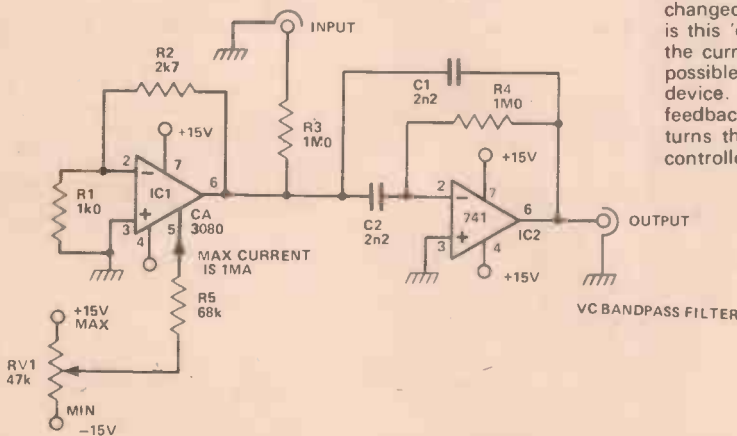 INPUT
R2
2k7
C1
2n2
R4
1M0
+15V
R3
1M0
+15V
2
7
–
IC1
6
2
–
7
R1
1k0
+
3
4
5
CA
3080
C2
2n2
741
6
OUTPUT
+
3
4
IC2
MAX CURRENT
IS 1MA
+15V
R5
68k
VC BANDPASS FILTER
+15V
MAX
RV1
47k
MIN
–15V
changed
is this
the curr
possible
device.
feedback
turns th
controlle